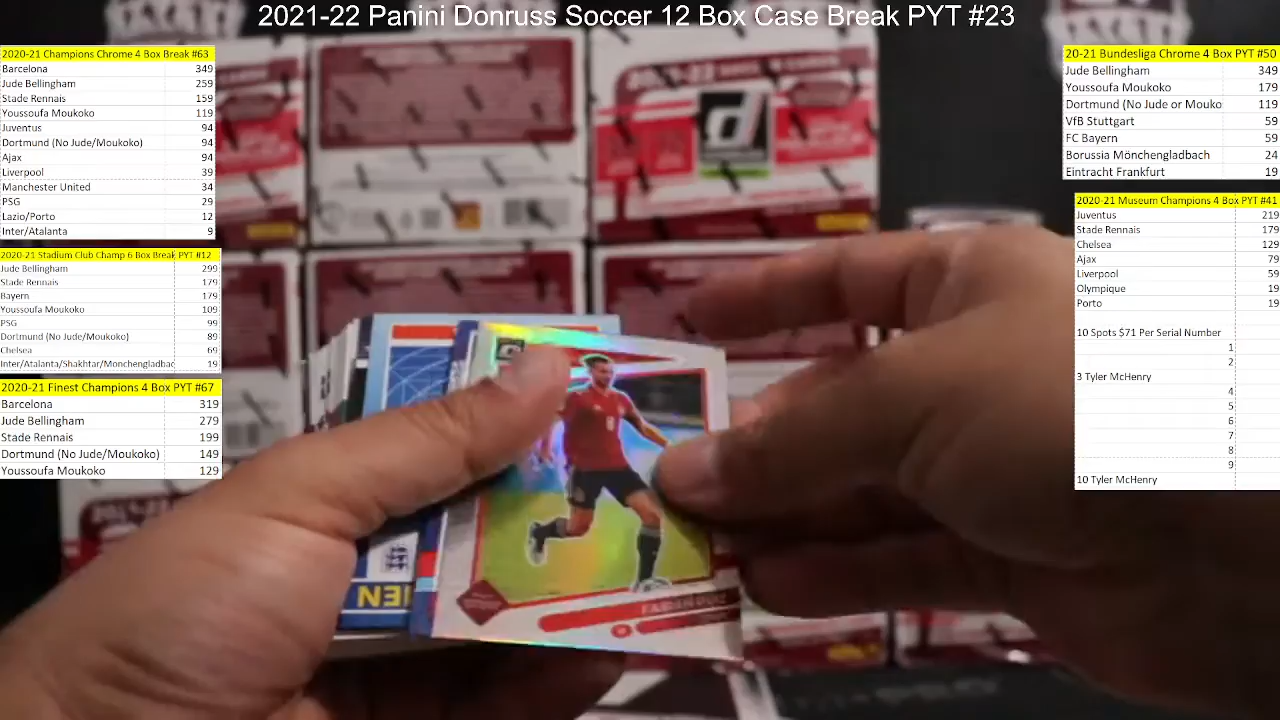 2021-22 Panini Donruss Soccer 12 Box Case Break PYT #23
2020-21 Champions Chrome 4 Box Break #63
Barcelona 349
Jude Bellingham 259
Stade Rennais 159
Youssoufa Moukoko 119
Juventus 94
Dortmund (No Jude/Moukoko) 94
Ajax 94
Liverpool 39
Manchester United 34
PSG 29
Lazio/Porto 12
Inter/Atalanta 9
2020-21 Stadium Club Champ 6 Box Break PYT #12
Jude Bellingham 299
Stade Rennais 179
Bayern 179
Youssoufa Moukoko 109
PSG 99
Dortmund (No Jude/Moukoko) 89
Chelsea 69
Inter/Atalanta/Shakhtar/Monchengladbac 19
2020-21 Finest Champions 4 Box PYT #67
Barcelona 319
Jude Bellingham 279
Stade Rennais 199
Dortmund (No Jude/Moukoko) 149
Youssoufa Moukoko 129
20-21 Bundesliga Chrome 4 Box PYT #50
Jude Bellingham 349
Youssoufa Moukoko 179
Dortmund (No Jude or Mouko 119
VfB Stuttgart 59
FC Bayern 59
Borussia Mönchengladbach 24
Eintracht Frankfurt 19
2020-21 Museum Champions 4 Box PYT #41
Juventus 219
Stade Rennais 179
Chelsea 129
Ajax 79
Liverpool 59
Olympique 19
Porto 19
10 Spots $71 Per Serial Number
1
2
3 Tyler McHenry
4
5
6
7
8
9
10 Tyler McHenry
FABIAN